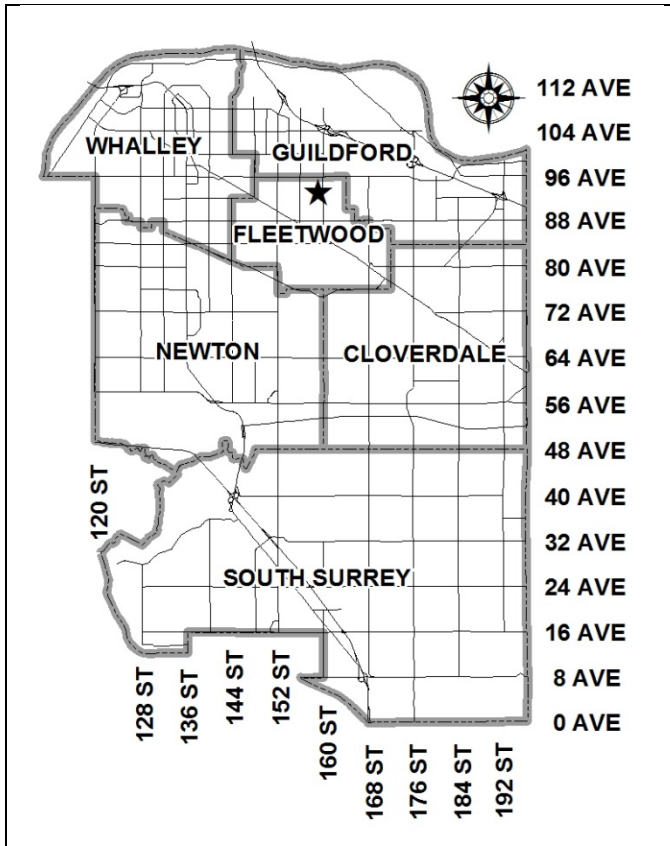 112 AVE
104 AVE
WHALLEY
GUILDFORD
96 AVE
88 AVE
FLEETWOOD
80 AVE
72 AVE
NEWTON
CLOVERDALE
64 AVE
56 AVE
48 AVE
120 ST
40 AVE
32 AVE
SOUTH SURREY
24 AVE
16 AVE
8 AVE
0 AVE
128 ST
136 ST
144 ST
152 ST
160 ST
168 ST
176 ST
184 ST
192 ST